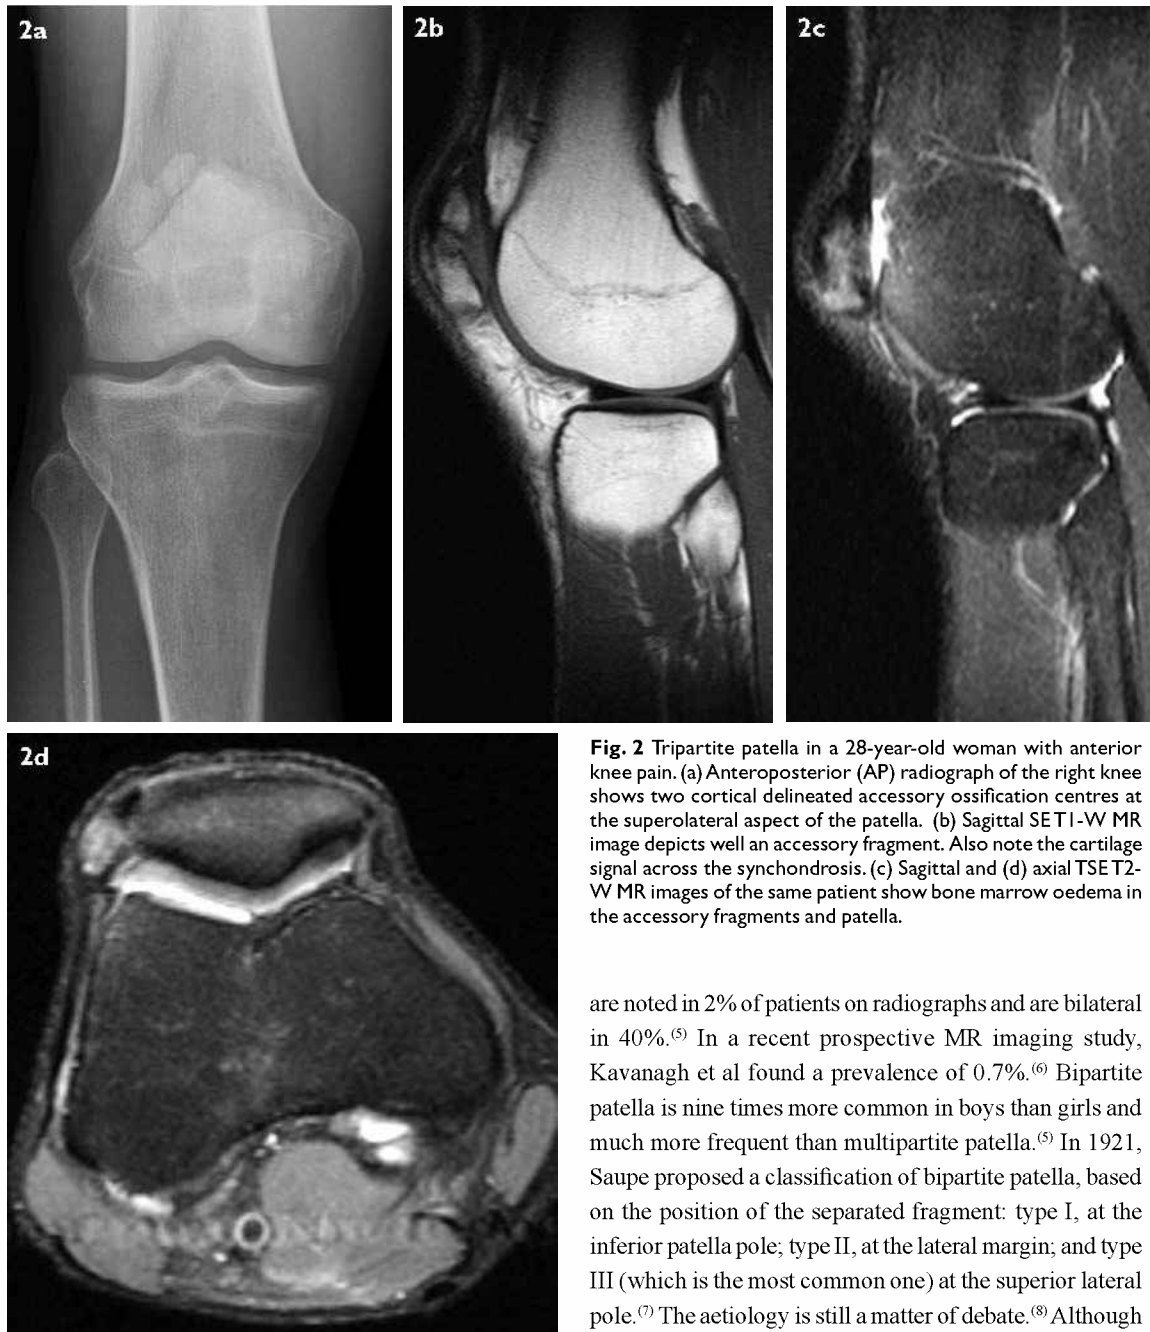 2a
2b
2c
2d
Fig. 2 Tripartite patella in a 28-year-old woman with anterior
knee pain. (a) Anteroposterior (AP) radiograph of the right knee
shows two cortical delineated accessory ossification centres at
the superolateral aspect of the patella. (b) Sagittal SE T1-W MR
image depicts well an accessory fragment. Also note the cartilage
signal across the synchondrosis. (c) Sagittal and (d) axial TSE T2-
W MR images of the same patient show bone marrow oedema in
the accessory fragments and patella.
are noted in 2% of patients on radiographs and are bilateral
in 40%.(5) In a recent prospective MR imaging study,
Kavanagh et al found a prevalence of 0.7%.(6) Bipartite
patella is nine times more common in boys than girls and
much more frequent than multipartite patella.(5) In 1921,
Saupe proposed a classification of bipartite patella, based
on the position of the separated fragment: type I, at the
inferior patella pole; type II, at the lateral margin; and type
III (which is the most common one) at the superior lateral
pole.(7) The aetiology is still a matter of debate.(8) Although